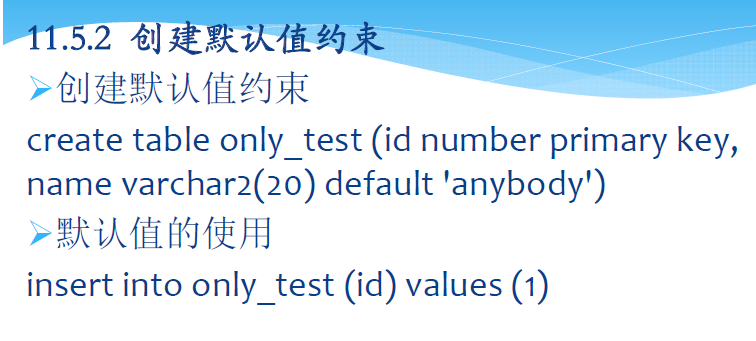 11.5.2 创建默认值约束
➢创建默认值约束
create table only_test (id number primary key,
name varchar2(20) default 'anybody')
➢默认值的使用
insert into only_test (id) values (1)